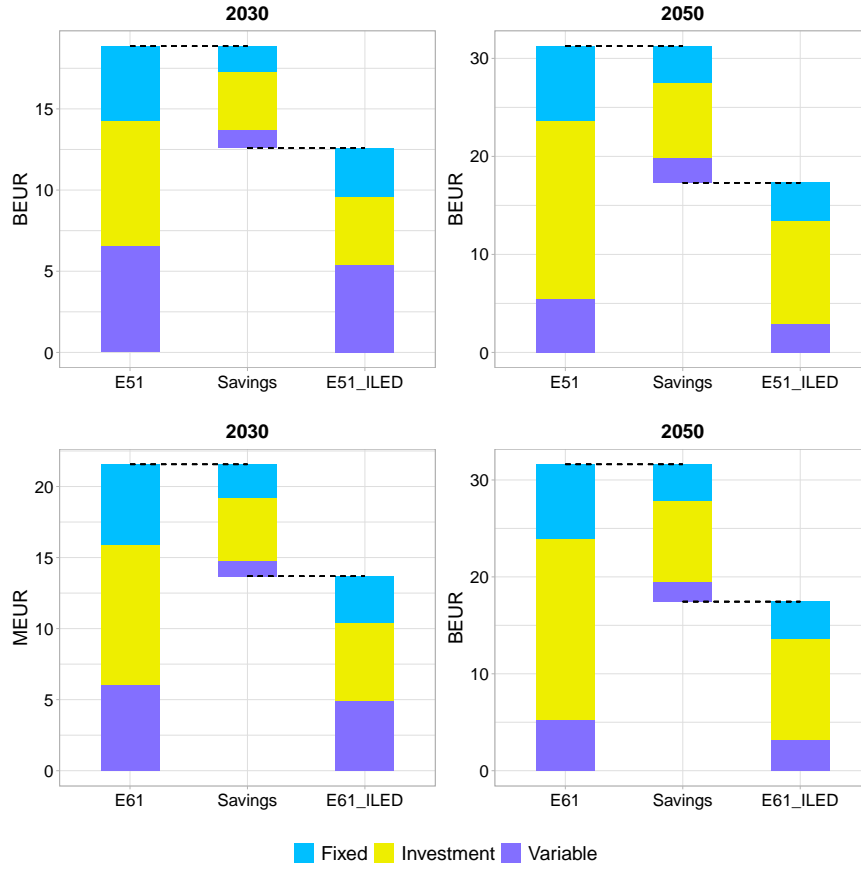 2030
2050
BEUR
15
10
5
0
E51 Savings E51_ILED
BEUR
30
20
10
0
E51 Savings E51_ILED
2030
2050
MEUR
20
15
10
5
0
E61 Savings E61_ILED
BEUR
30
20
10
0
E61 Savings E61_ILED
Fixed Investment Variable